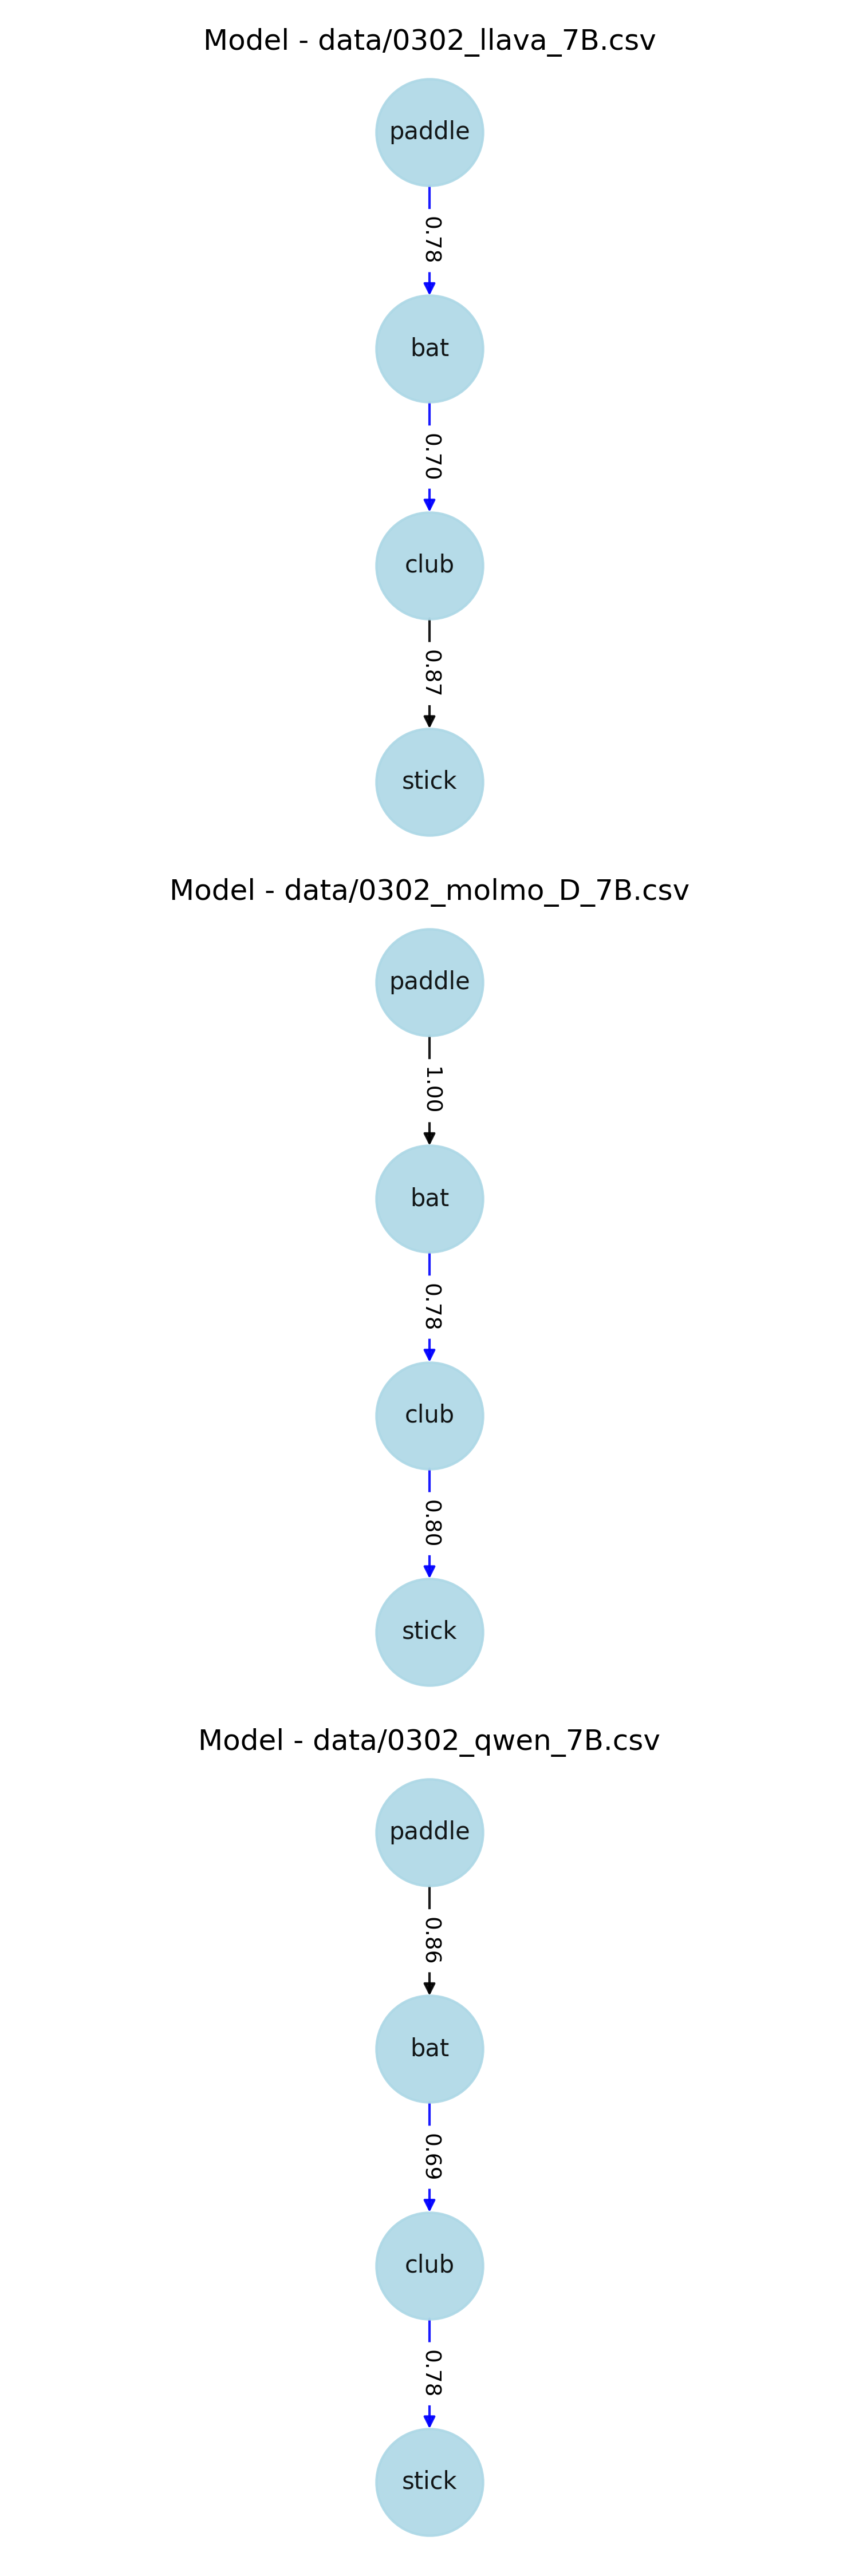 Model - data/0302_llava_7B.csv
paddle
0.78
bat
0.70
club
0.87
stick
Model - data/0302_molmo_D_7B.csv
paddle
1.00
bat
0.78
club
0.80
stick
Model - data/0302_qwen_7B.csv
paddle
0.86
bat
0.69
club
0.78
stick